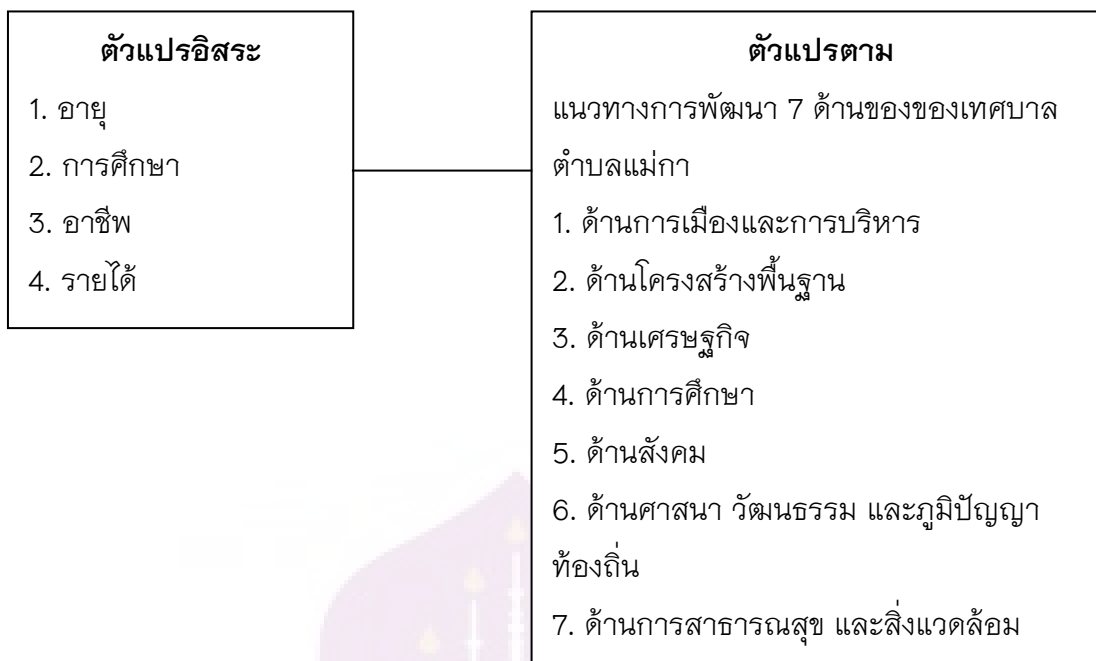 ตัวแปรอิสระ
1. อายุ
2. การศึกษา
3. อาชีพ
4. รายได้
ตัวแปรตาม
แนวทางการพัฒนา 7 ด้านของของเทศบาล
ตำบลแม่กา
1. ด้านการเมืองและการบริหาร
2. ด้านโครงสร้างพื้นฐาน
3. ด้านเศรษฐกิจ
4. ด้านการศึกษา
5. ด้านสังคม
6. ด้านศาสนา วัฒนธรรม และภูมิปัญญา
ท้องถิ่น
7. ด้านการสาธารณสุข และสิ่งแวดล้อม